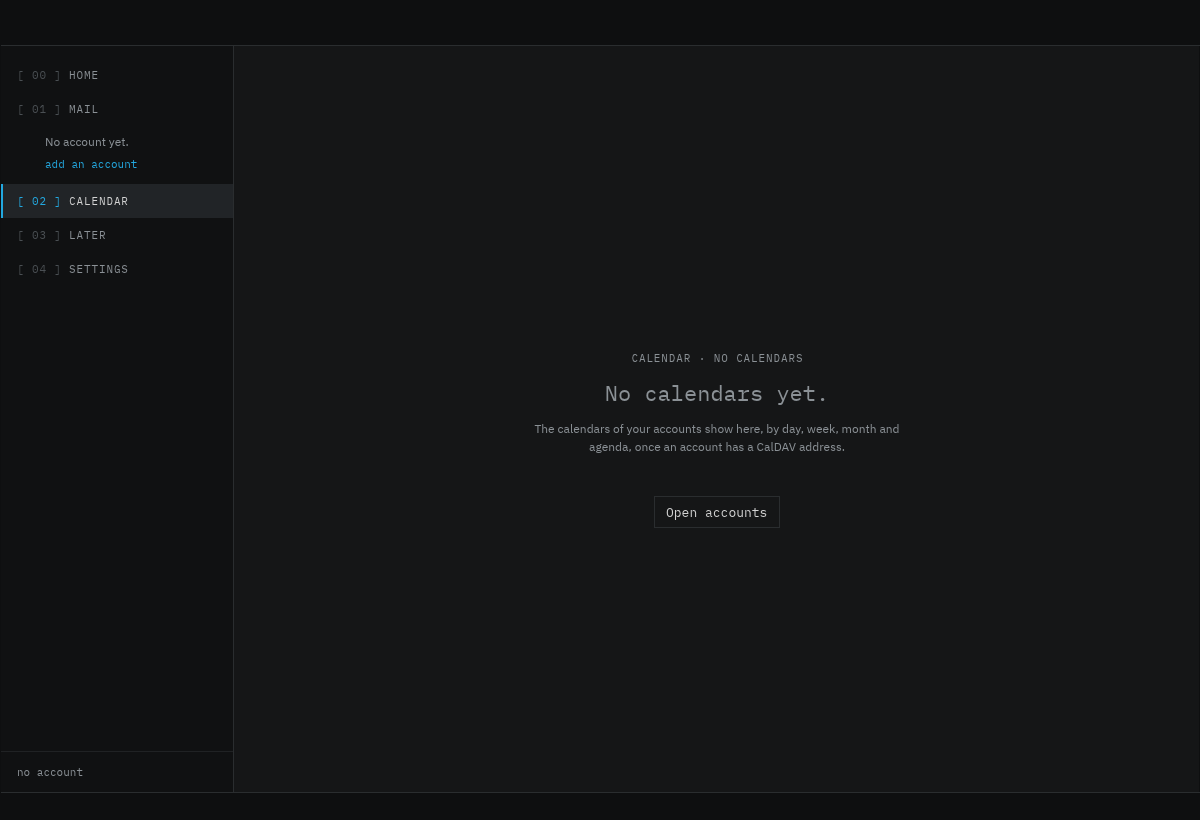 [ 00 ] HOME
[ 01 ] MAIL
No account yet.
add an account
[ 02 ] CALENDAR
[ 03 ] LATER
[ 04 ] SETTINGS
CALENDAR · NO CALENDARS
No calendars yet.
The calendars of your accounts show here, by day, week, month and
agenda, once an account has a CalDAV address.
Open accounts
no account